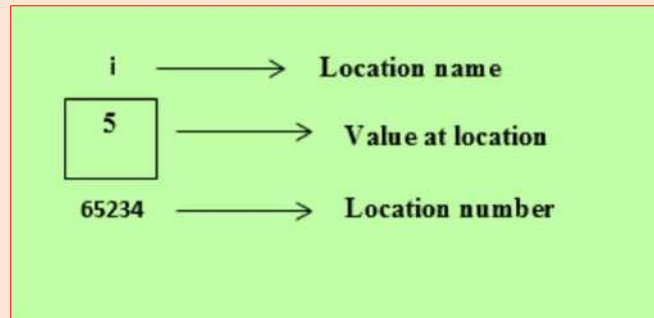 i Location name
5 Value at location
65234 Location number